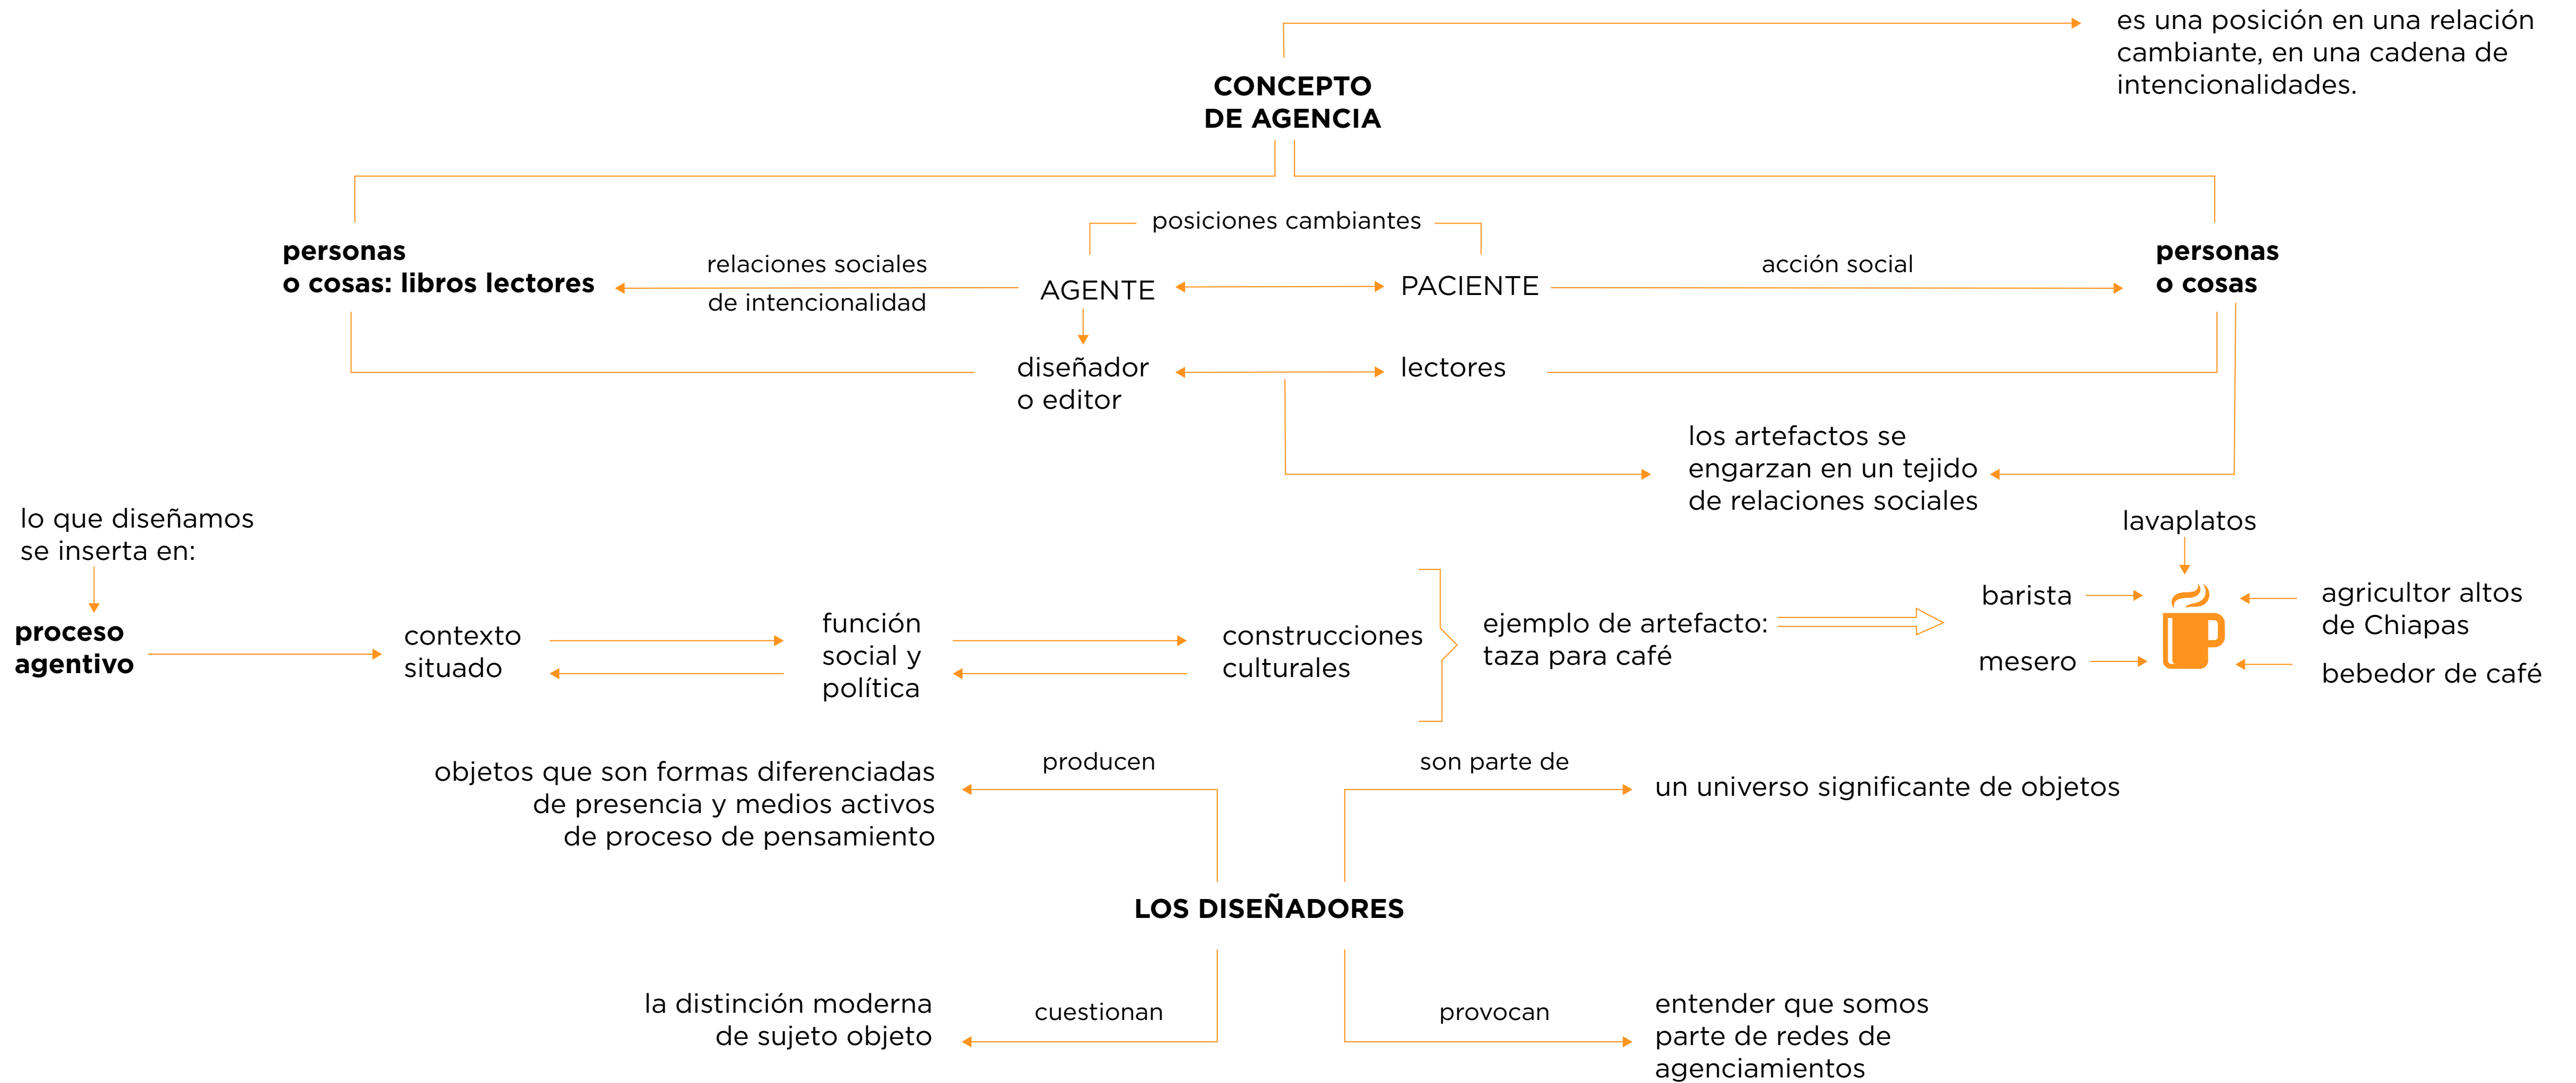 es una posición en una relación
cambiante, en una cadena de
intencionalidades.
CONCEPTO
DE AGENCIA
posiciones cambiantes
personas
o cosas: libros lectores
relaciones sociales
de intencionalidad
AGENTE
PACIENTE
acción social
personas
o cosas
diseñador
o editor
lectores
los artefactos se
engarzan en un tejido
de relaciones sociales
lo que diseñamos
se inserta en:
proceso
agentivo
contexto
situado
función
social y
política
construcciones
culturales
ejemplo de artefacto:
taza para café
lavaplatos
barista
mesero
agricultor altos
de Chiapas
bebedor de café
producen
objetos que son formas diferenciadas
de presencia y medios activos
de proceso de pensamiento
son parte de
un universo significante de objetos
LOS DISEÑADORES
la distinción moderna
de sujeto objeto
cuestionan
provocan
entender que somos
parte de redes de
agenciamientos